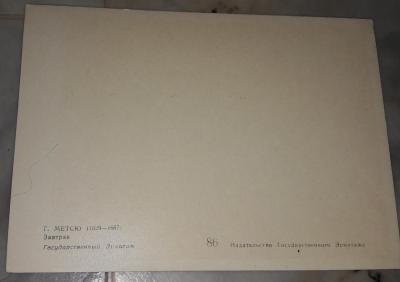 Г. МЕТСЮ (1629—1667)
Завтрак
Государственный Эрмитаж
86
Издательство Государственного Эрмитажа